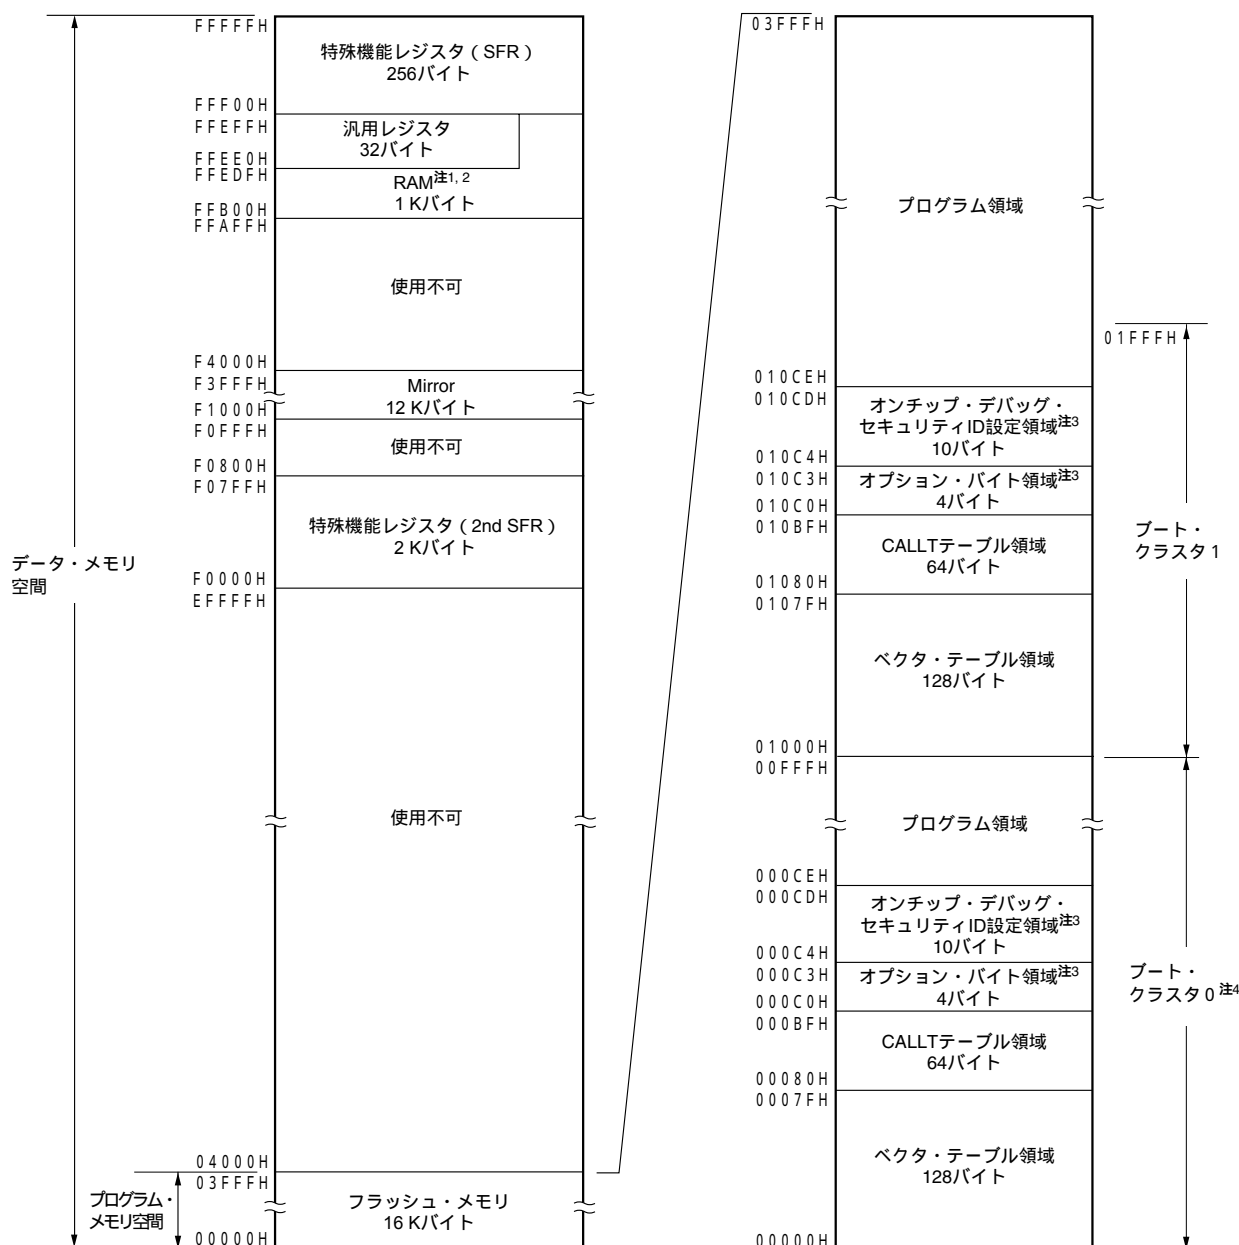 FFFFFH
特殊機能レジスタ（SFR）
256バイト
FFF00H
FFEFFH
汎用レジスタ
32バイト
FFEE0H
FFEDFH
RAM注1, 2
1 Kバイト
FFB00H
FFAFFH
使用不可
F4000H
F3FFFH
Mirror
12 Kバイト
F1000H
F0FFFH
使用不可
F0800H
F07FFH
特殊機能レジスタ（2nd SFR）
2 Kバイト
データ・メモリ
空間
F0000H
EFFFFH
使用不可
04000H
03FFFH
プログラム・
メモリ空間
フラッシュ・メモリ
16 Kバイト
00000H
03FFFH
プログラム領域
01FFFH
010CEH
010CDH
オンチップ・デバッグ・
セキュリティID設定領域注3
10バイト
010C4H
010C3H
オプション・バイト領域注3
4バイト
010C0H
010BFH
CALLTテーブル領域
64バイト
ブート・
クラスタ1
01080H
0107FH
ベクタ・テーブル領域
128バイト
01000H
00FFFH
プログラム領域
000CEH
000CDH
オンチップ・デバッグ・
セキュリティID設定領域注3
10バイト
000C4H
000C3H
オプション・バイト領域注3
4バイト
ブート・
クラスタ0注4
000C0H
000BFH
CALLTテーブル領域
64バイト
00080H
0007FH
ベクタ・テーブル領域
128バイト
00000H